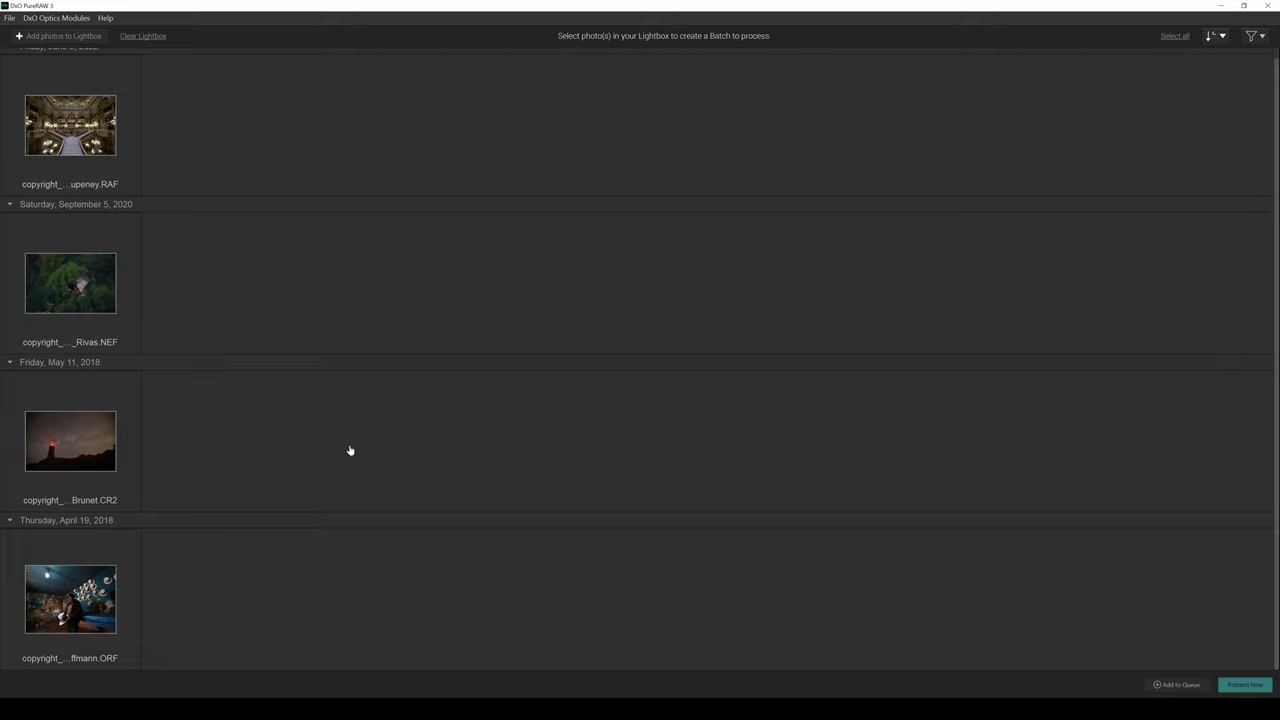 DxO PureRAW 3
File DxO Optics Modules Help
Add photos to Lightbox Clear Lightbox Select photo(s) in your Lightbox to create a Batch to process Select all
copyright_...upeney.RAF
Saturday, September 5, 2020
copyright_..._Rivas.NEF
Friday, May 11, 2018
copyright_...Brunet.CR2
Thursday, April 19, 2018
copyright_...ffmann.ORF
Add to Queue Process Now